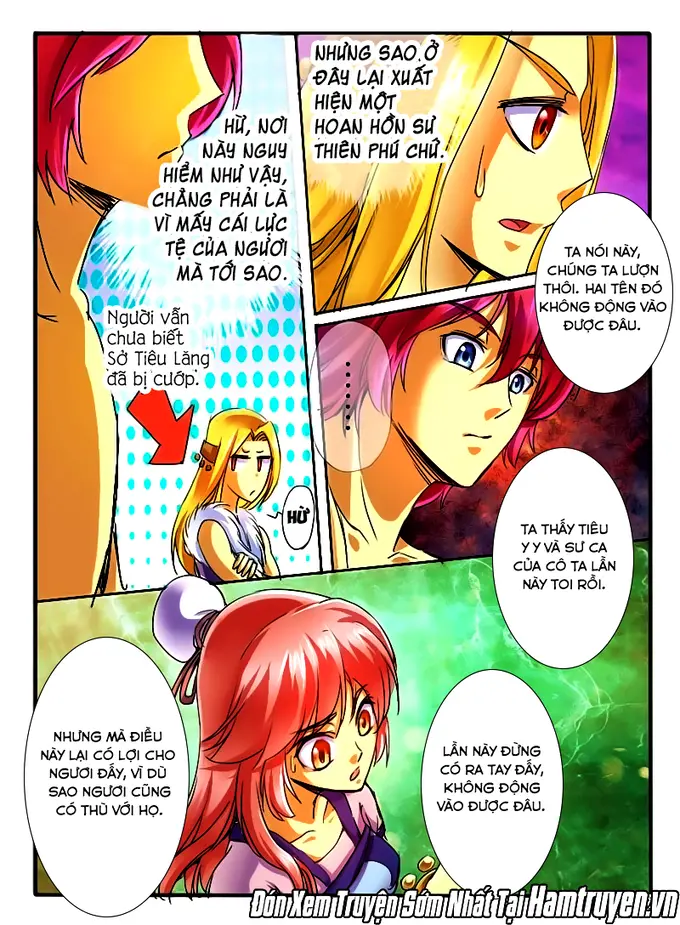 NHƯNG SAO Ở
ĐÂY LẠI XUẤT
HIỆN MỘT
HOAN HỒN SƯ
THIÊN PHÚ CHỨ.
HỪ, NƠI
NÀY NGUY
HIỂM NHƯ VẬY,
CHẲNG PHẢI LÀ
VÌ MẤY CÁI LỰC
TỆ CỦA NGƯƠI
MÀ TỚI SAO.
Người vẫn
chưa biết
Sở Tiêu Lăng
đã bị cướp.
HỪ
TA NÓI NÀY,
CHÚNG TA LƯỢN
THÔI. HAI TÊN ĐÓ
KHÔNG ĐỘNG VÀO
ĐƯỢC ĐÂU.
......
TA THẤY TIÊU
Y Y VÀ SƯ CA
CỦA CÔ TA LẦN
NÀY TOI RỒI.
NHƯNG MÀ ĐIỀU
NÀY LẠI CÓ LỢI CHO
NGƯƠI ĐẤY, VÌ DÙ
SAO NGƯƠI CŨNG
CÓ THÙ VỚI HỌ.
LẦN NÀY ĐỪNG
CÓ RA TAY ĐẤY,
KHÔNG ĐỘNG
VÀO ĐƯỢC ĐÂU.
Đón Xem Truyện Sớm Nhất Tại Hamtruyen.vn